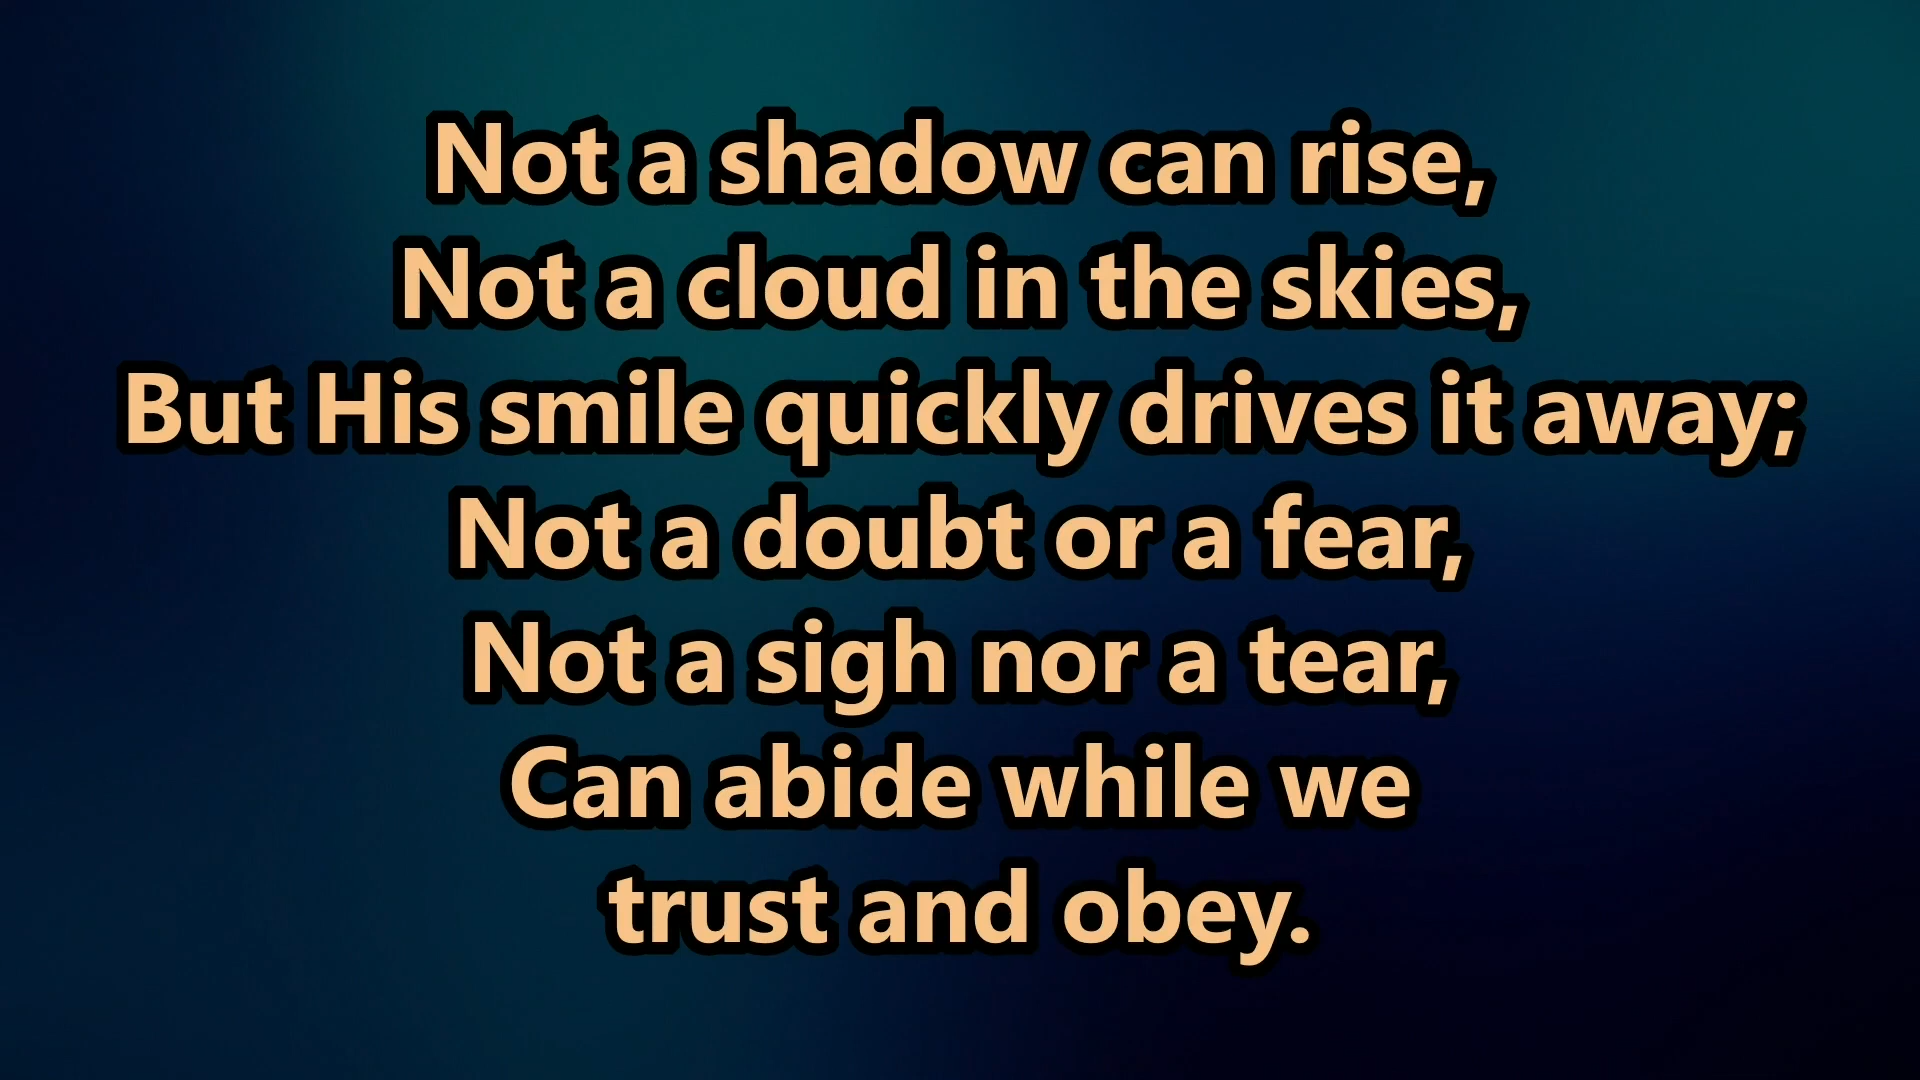 Not a shadow can rise,
Not a cloud in the skies,
But His smile quickly drives it away;
Not a doubt or a fear,
Not a sigh nor a tear,
Can abide while we
trust and obey.